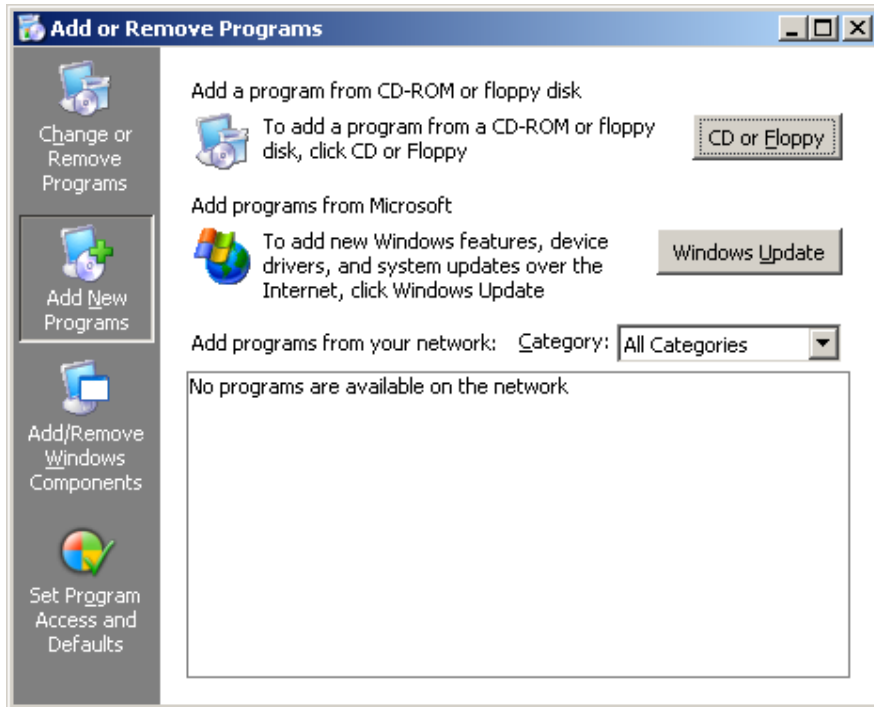 Add or Remove Programs
Change or
Remove
Programs
Add New
Programs
Add/Remove
Windows
Components
Set Program
Access and
Defaults
Add a program from CD-ROM or floppy disk
To add a program from a CD-ROM or floppy
disk, click CD or Floppy
CD or Floppy
Add programs from Microsoft
To add new Windows features, device
drivers, and system updates over the
Internet, click Windows Update
Windows Update
Add programs from your network: Category: All Categories
No programs are available on the network